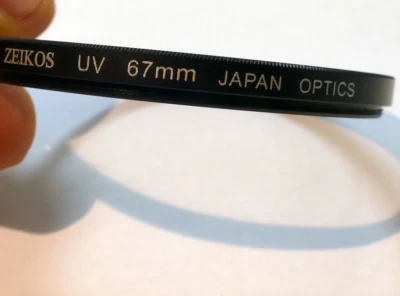 ZEIKOS UV 67mm JAPAN OPTICS